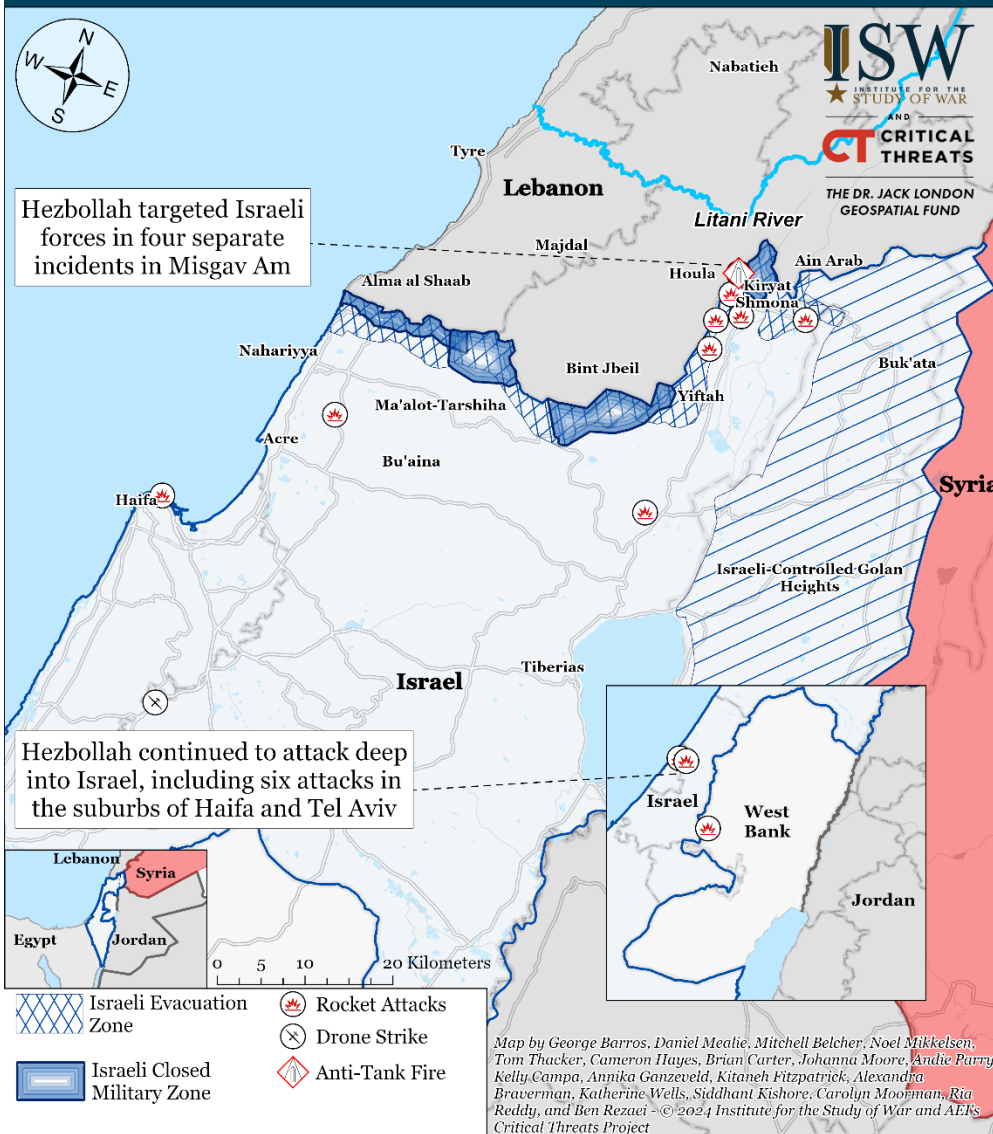 N
W
E
S
ISW
INSTITUTE FOR THE
STUDY OF WAR
AND
CT CRITICAL
THREATS
THE DR. JACK LONDON
GEOSPATIAL FUND
Nabatieh
Tyre
Lebanon
Litani River
Hezbollah targeted Israeli
forces in four separate
incidents in Misgav Am
Majdal
Houla
Ain Arab
Kiryat
Shmona
Alma al Shaab
Nahariyya
Bint Jbeil
Buk'ata
Yiftah
Ma'alot-Tarshiha
Acre
Bu'aina
Haifa
Syria
Israeli-Controlled Golan
Heights
Tiberias
Israel
Hezbollah continued to attack deep
into Israel, including six attacks in
the suburbs of Haifa and Tel Aviv
Israel
West
Bank
Jordan
Lebanon
Syria
Egypt
Jordan
0 5 10 20 Kilometers
Israeli Evacuation
Zone
Israeli Closed
Military Zone
Rocket Attacks
Drone Strike
Anti-Tank Fire
Map by George Barros, Daniel Mealie, Mitchell Belcher, Noel Mikkelsen,
Tom Thacker, Cameron Hayes, Brian Carter, Johanna Moore, Andie Parry,
Kelly Campa, Annika Ganzeveld, Kitaneh Fitzpatrick, Alexandra
Braverman, Katherine Wells, Siddhant Kishore, Carolyn Moorman, Ria
Reddy, and Ben Rezaei - © 2024 Institute for the Study of War and AEI's
Critical Threats Project